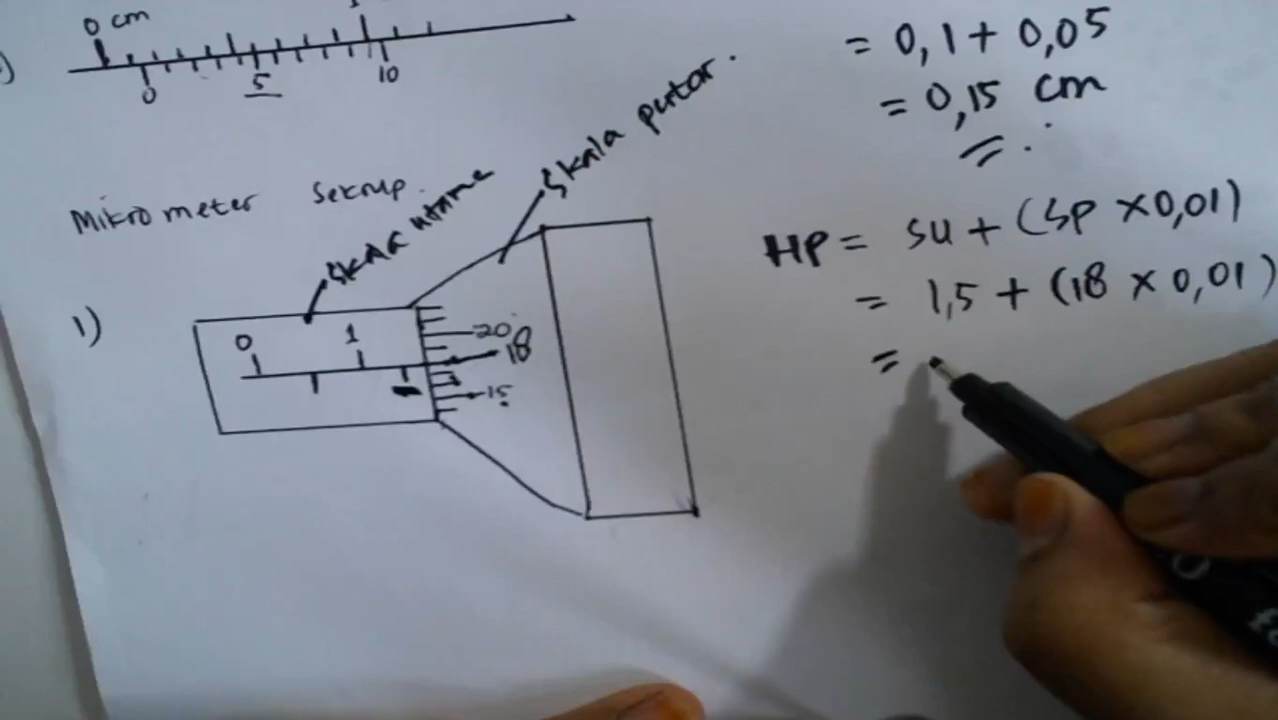 0 cm
0 5 10
= 0,1 + 0,05
= 0,15 cm
Mikrometer Sekrup.
Skala utama
Skala putar.
1)
0 1
20
18
15
HP = SU + (SP × 0,01)
= 1,5 + (18 × 0,01)
=